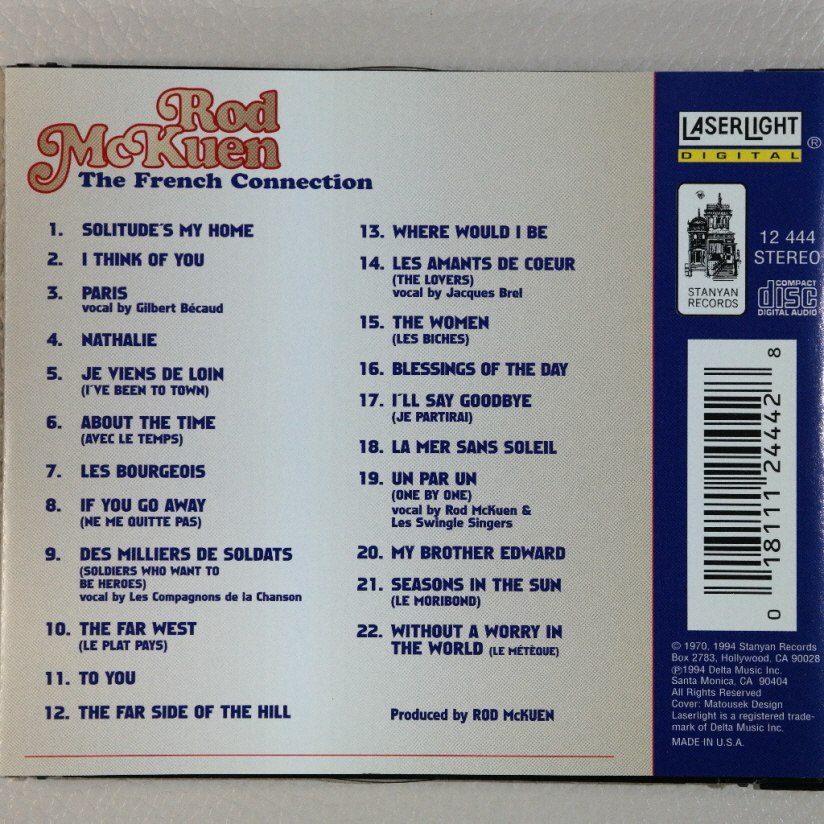 Rod
McKuen
The French Connection
1. SOLITUDE'S MY HOME
2. I THINK OF YOU
3. PARIS
vocal by Gilbert Bécaud
4. NATHALIE
5. JE VIENS DE LOIN
(I'VE BEEN TO TOWN)
6. ABOUT THE TIME
(AVEC LE TEMPS)
7. LES BOURGEOIS
8. IF YOU GO AWAY
(NE ME QUITTE PAS)
9. DES MILLIERS DE SOLDATS
(SOLDIERS WHO WANT TO
BE HEROES)
vocal by Les Compagnons de la Chanson
10. THE FAR WEST
(LE PLAT PAYS)
11. TO YOU
12. THE FAR SIDE OF THE HILL
13. WHERE WOULD I BE
14. LES AMANTS DE COEUR
(THE LOVERS)
vocal by Jacques Brel
15. THE WOMEN
(LES BICHES)
16. BLESSINGS OF THE DAY
17. I'LL SAY GOODBYE
(JE PARTIRAI)
18. LA MER SANS SOLEIL
19. UN PAR UN
(ONE BY ONE)
vocal by Rod McKuen &
Les Swingle Singers
20. MY BROTHER EDWARD
21. SEASONS IN THE SUN
(LE MORIBOND)
22. WITHOUT A WORRY IN
THE WORLD (LE MÉTÈQUE)
Produced by ROD McKUEN
LASERLIGHT ®
DIGITAL
STANYAN
RECORDS
12 444
STEREO
COMPACT
disc
DIGITAL AUDIO
0 18111 24442 8
© 1970, 1994 Stanyan Records
Box 2783, Hollywood, CA 90028
℗1994 Delta Music Inc.
Santa Monica, CA 90404
All Rights Reserved
Cover: Matousek Design
Laserlight is a registered trade-
mark of Delta Music Inc.
MADE IN U.S.A.